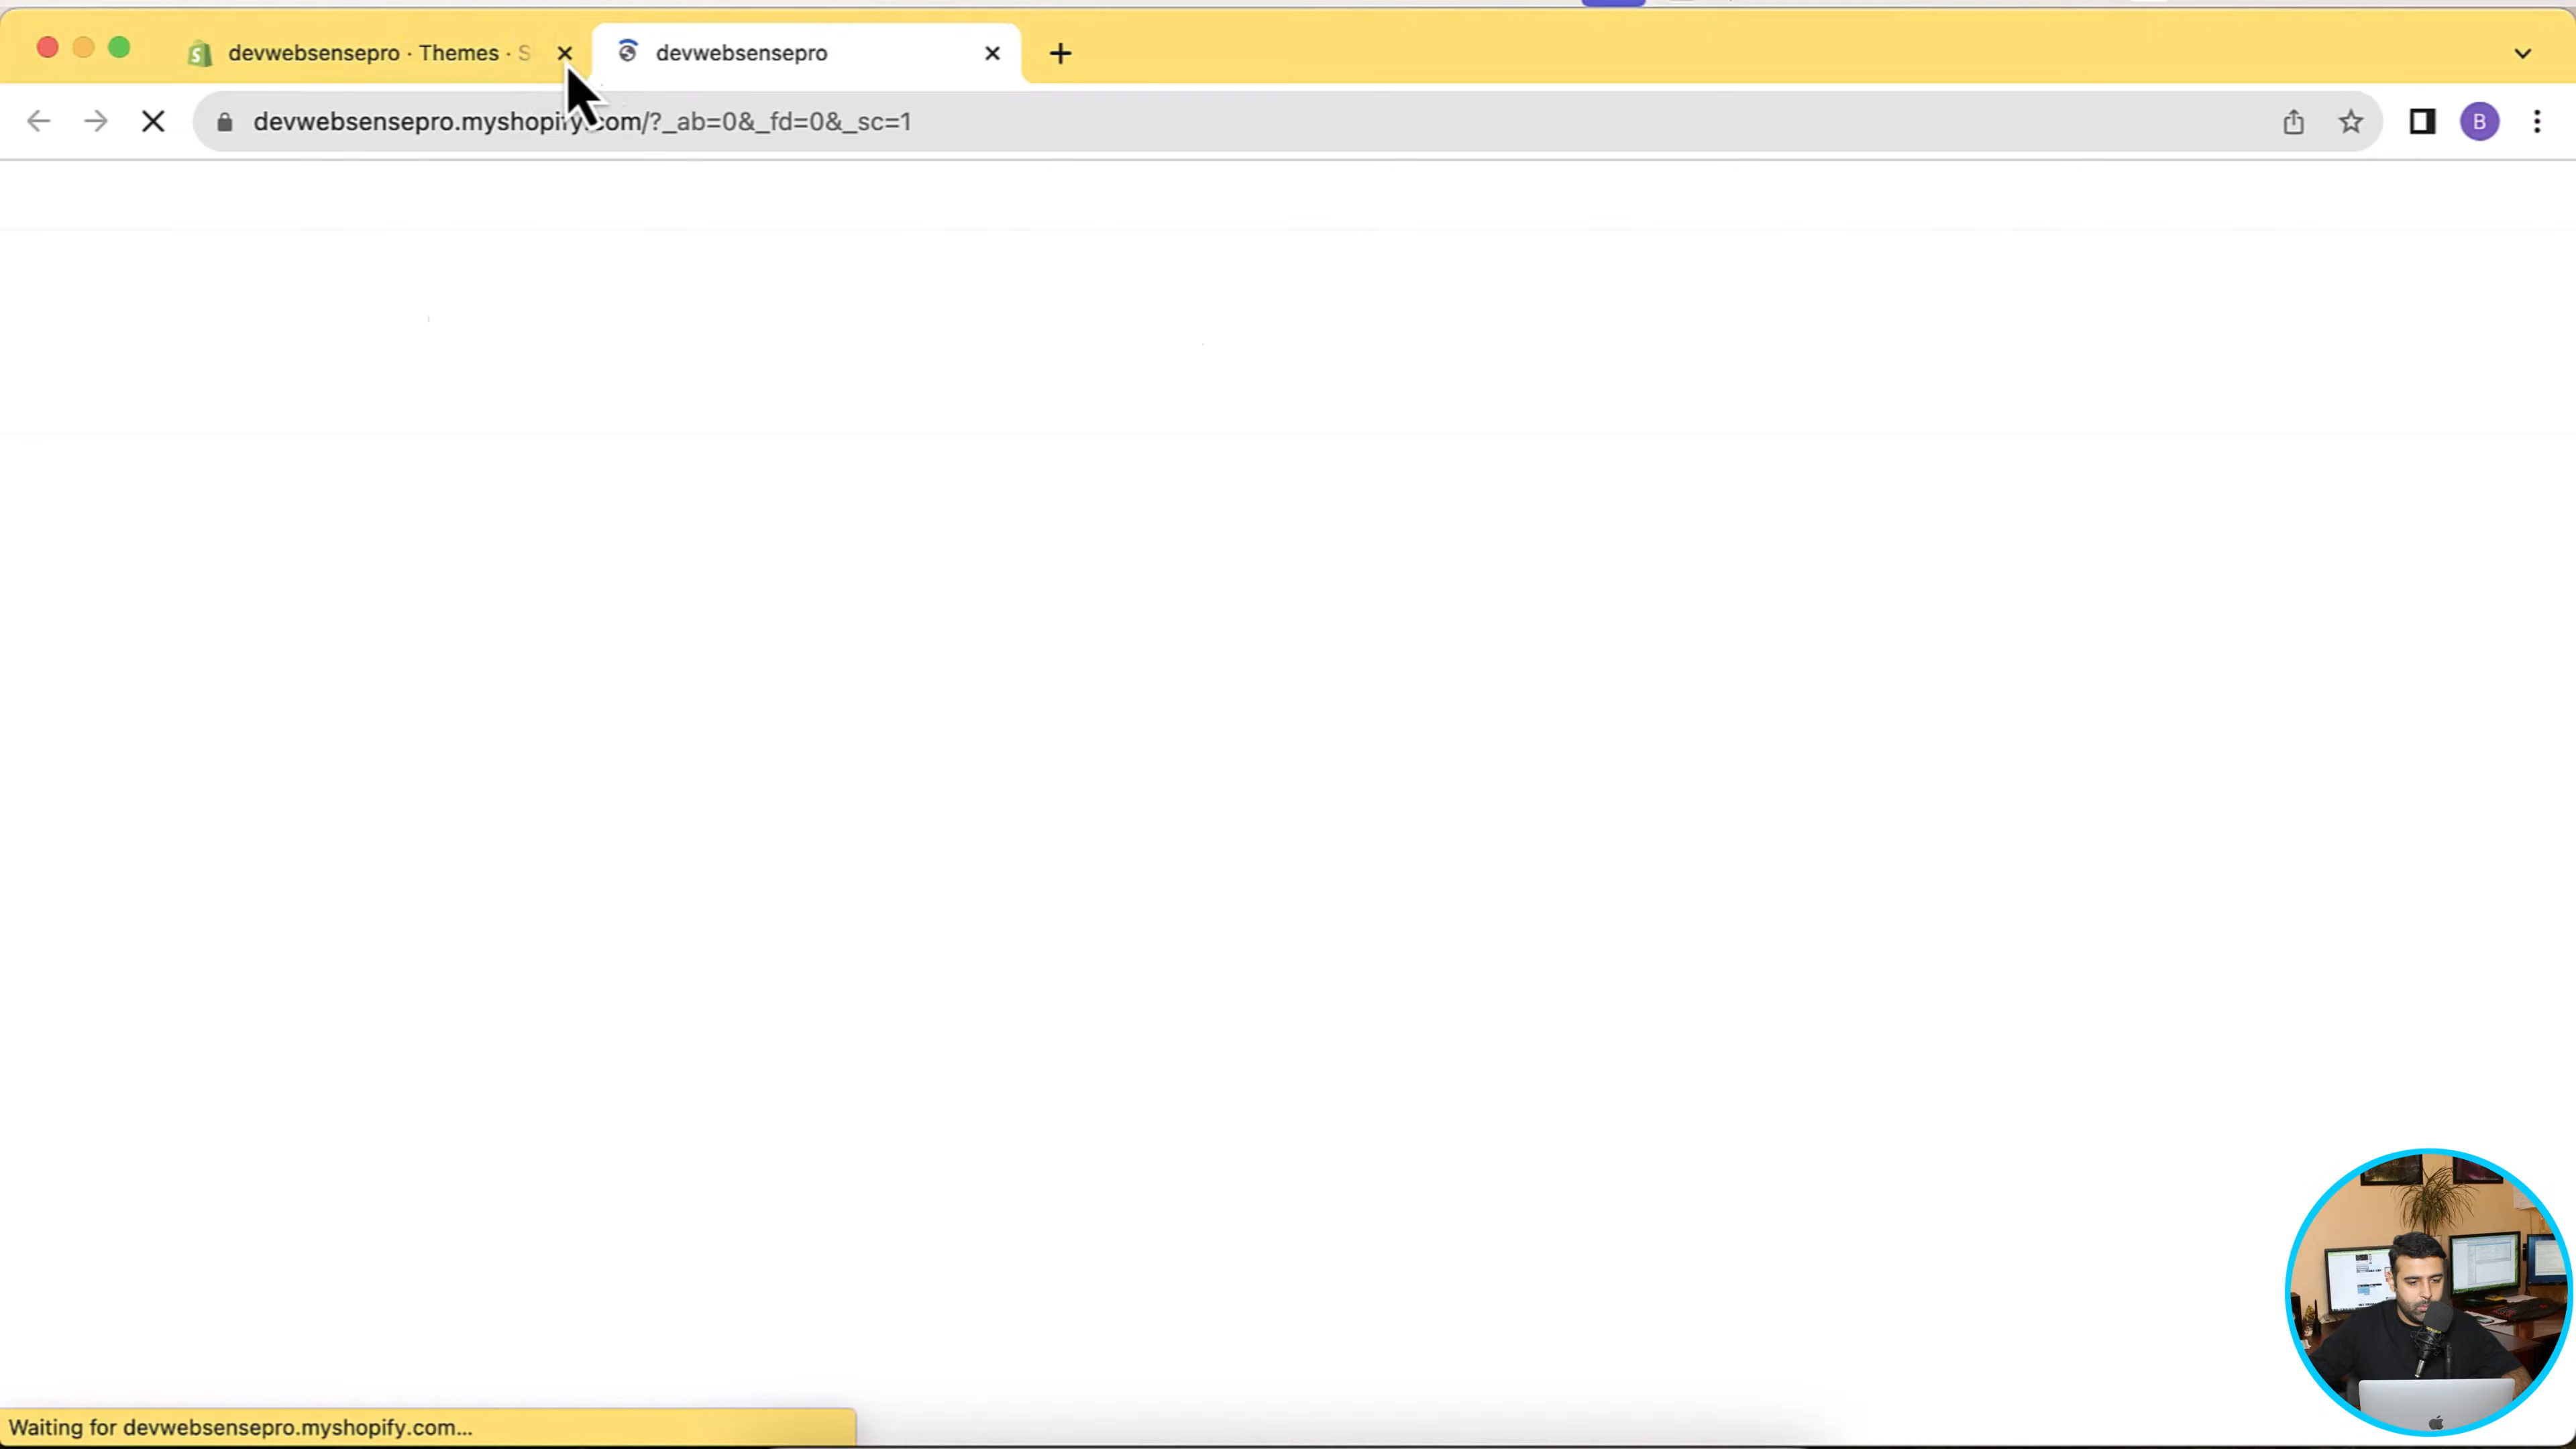 devwebsensepro · Themes · S
devwebsensepro
devwebsensepro.myshopify.com/?_ab=0&_fd=0&_sc=1
B
Waiting for devwebsensepro.myshopify.com...